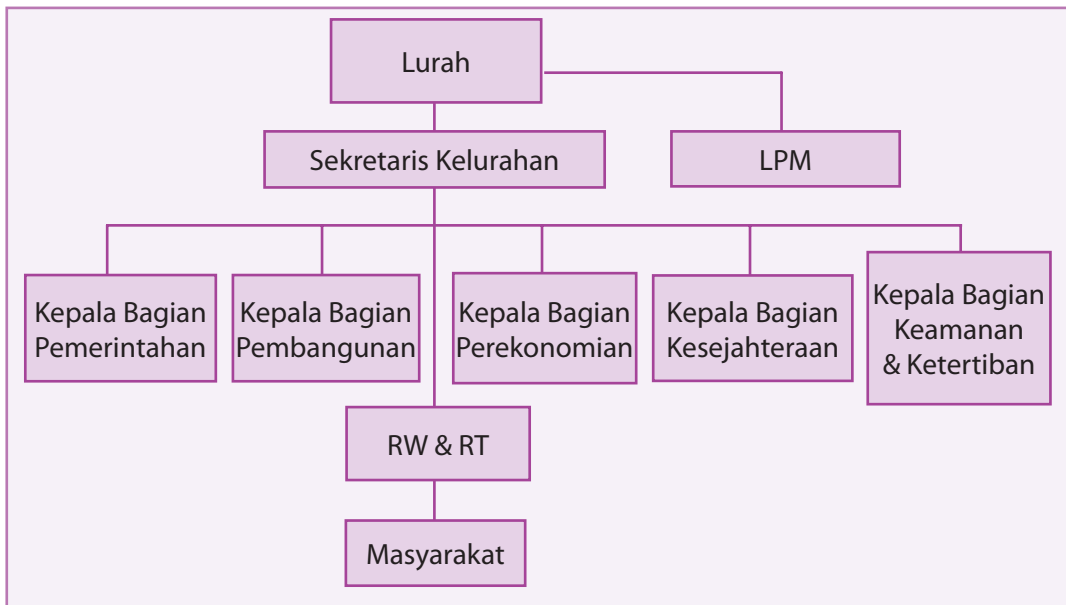 Lurah
Sekretaris Kelurahan
LPM
Kepala Bagian
Pemerintahan
Kepala Bagian
Pembangunan
Kepala Bagian
Perekonomian
Kepala Bagian
Kesejahteraan
Kepala Bagian
Keamanan
& Ketertiban
RW & RT
Masyarakat